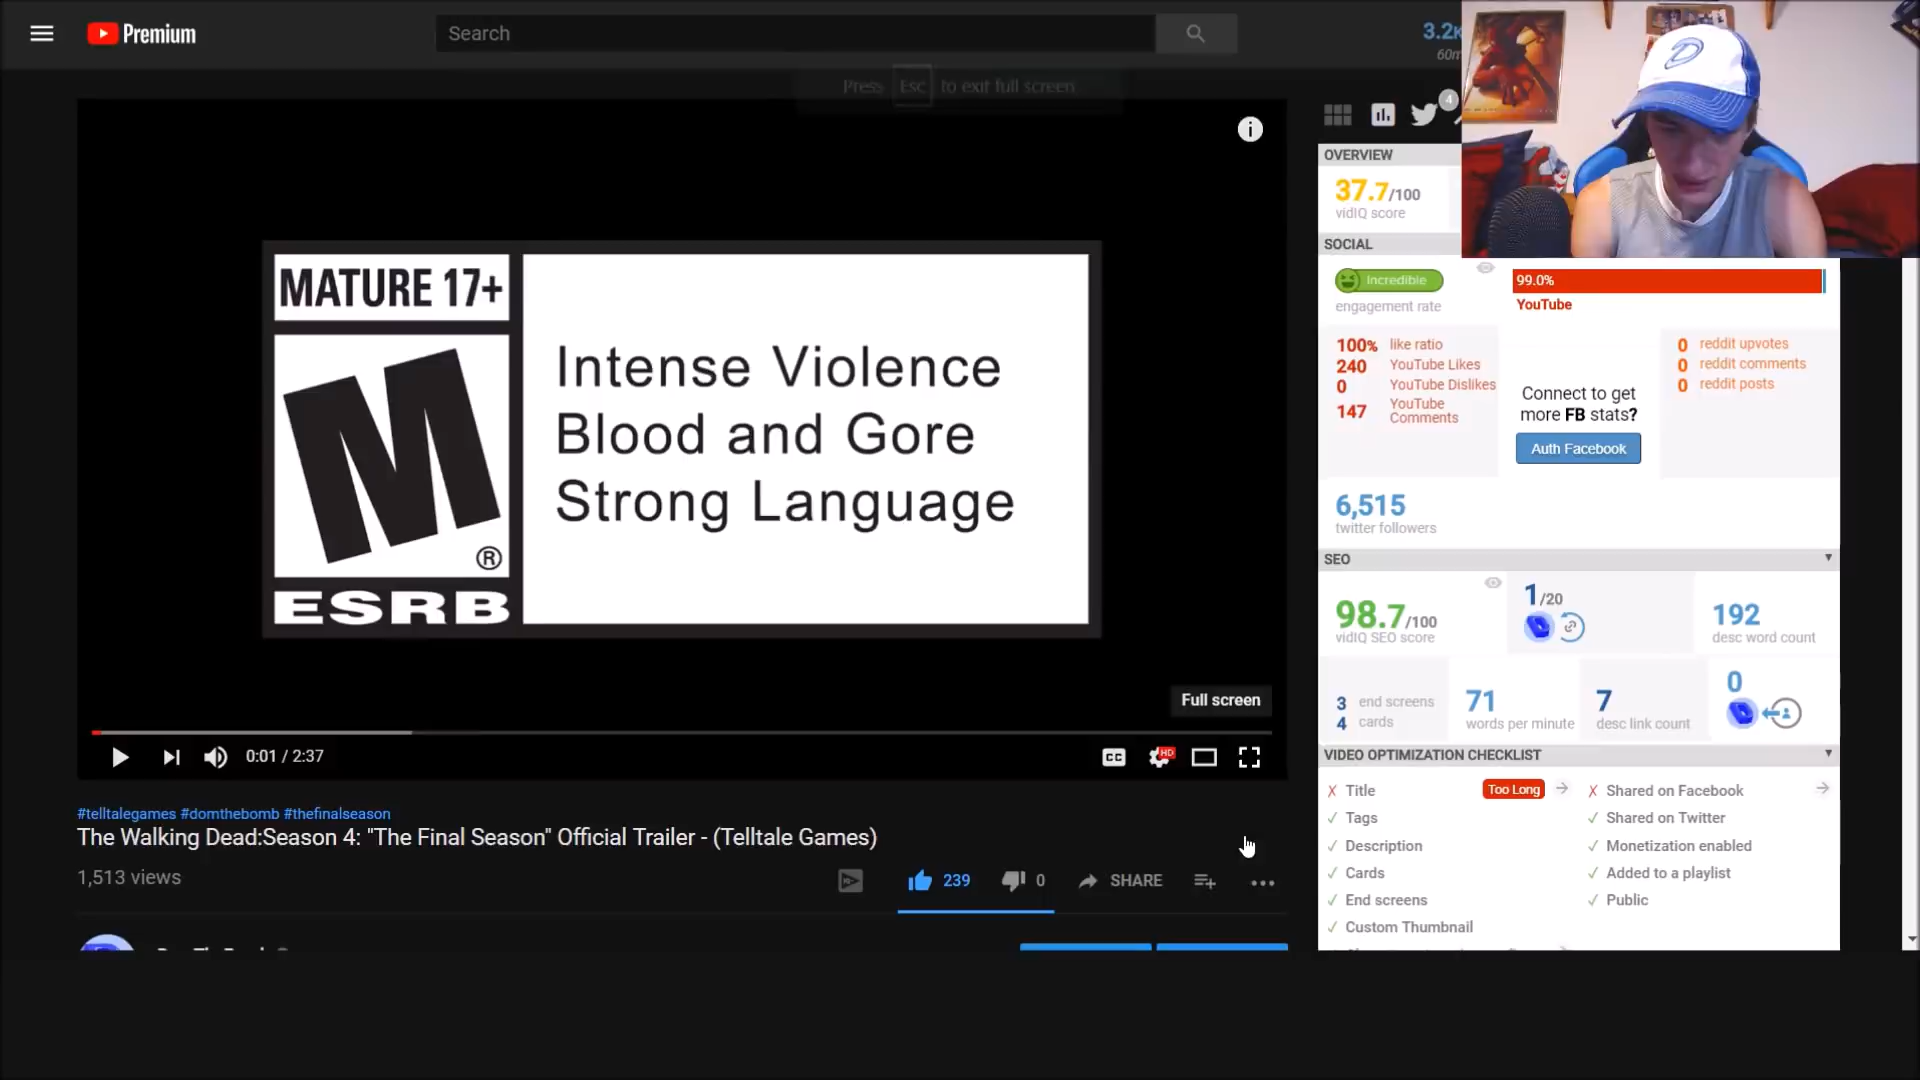 Premium
Search
3.2K
Press Esc to exit full screen
60m
4
OVERVIEW
37.7/100
vidIQ score
SOCIAL
Incredible
engagement rate
99.0%
YouTube
100% like ratio
240 YouTube Likes
0 YouTube Dislikes
147 YouTube Comments
Connect to get
more FB stats?
Auth Facebook
0 reddit upvotes
0 reddit comments
0 reddit posts
6,515
twitter followers
SEO
98.7/100
vidIQ SEO score
1/20
192
desc word count
3 end screens
4 cards
71
words per minute
7
desc link count
0
VIDEO OPTIMIZATION CHECKLIST
Title Too Long
Tags
Description
Cards
End screens
Custom Thumbnail
Shared on Facebook
Shared on Twitter
Monetization enabled
Added to a playlist
Public
MATURE 17+
M
®
ESRB
Intense Violence
Blood and Gore
Strong Language
Full screen
0:01 / 2:37
CC
HD
#telltalegames #domthebomb #thefinalseason
The Walking Dead:Season 4: "The Final Season" Official Trailer - (Telltale Games)
1,513 views
239
0
SHARE
D